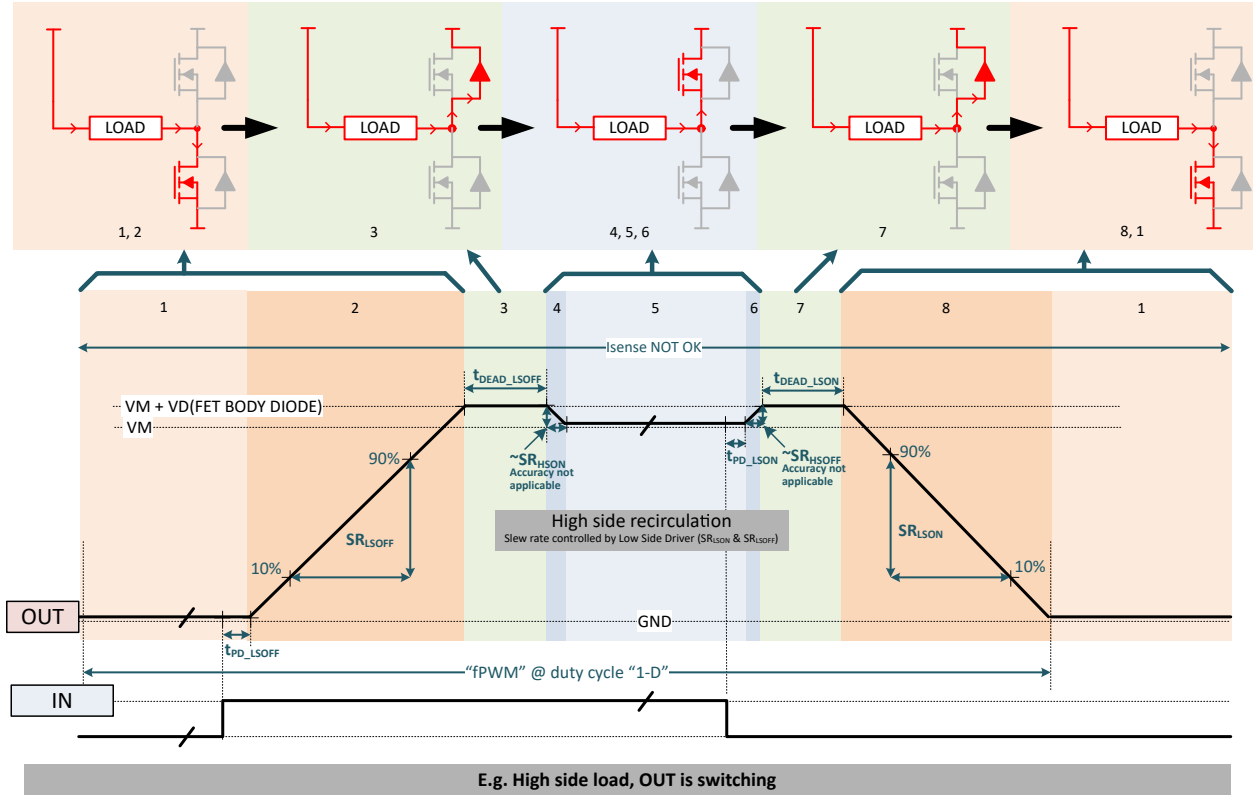 LOAD
LOAD
LOAD
LOAD
LOAD
1, 2
3
4, 5, 6
7
8, 1
1
2
3
4
5
6
7
8
1
Isense NOT OK
tDEAD_LSOFF
tDEAD_LSON
VM + VD(FET BODY DIODE)
VM
~SRHSON
Accuracy not
applicable
tPD_LSON
~SRHSOFF
Accuracy not
applicable
90%
90%
High side recirculation
Slew rate controlled by Low Side Driver (SRLSON & SRLSOFF)
SRLSOFF
SRLSON
10%
10%
OUT
GND
tPD_LSOFF
"fPWM" @ duty cycle "1-D"
IN
E.g. High side load, OUT is switching